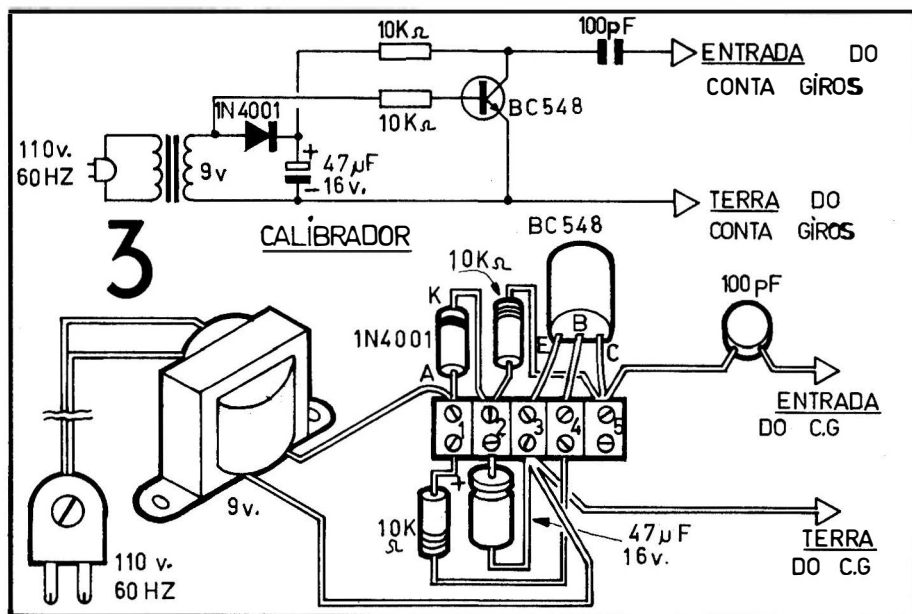 10KΩ
100pF
ENTRADA DO
CONTA GIROS
1N4001
10KΩ
BC548
110v.
60HZ
9v
+
47µF
- 16v.
TERRA DO
CONTA GIROS
3
CALIBRADOR
BC548
10KΩ
100pF
K
1N4001
E B C
A
1 2 3 4 5
ENTRADA
DO C.G
+
10K
Ω
9v.
47µF
16v.
110 v.
60HZ
TERRA
DO C.G